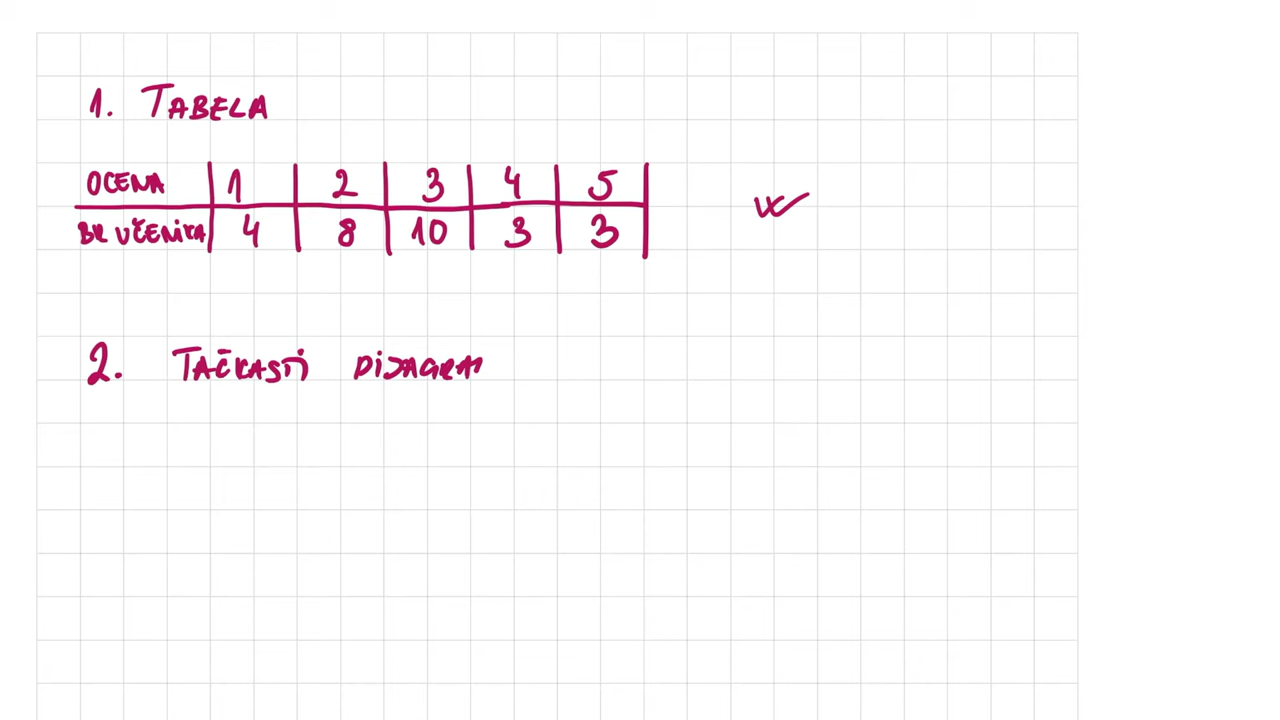 1. TABELA
OCENA 1 2 3 4 5
BR UČENIKA 4 8 10 3 3
2. TAČKASTI DIJAGRAM